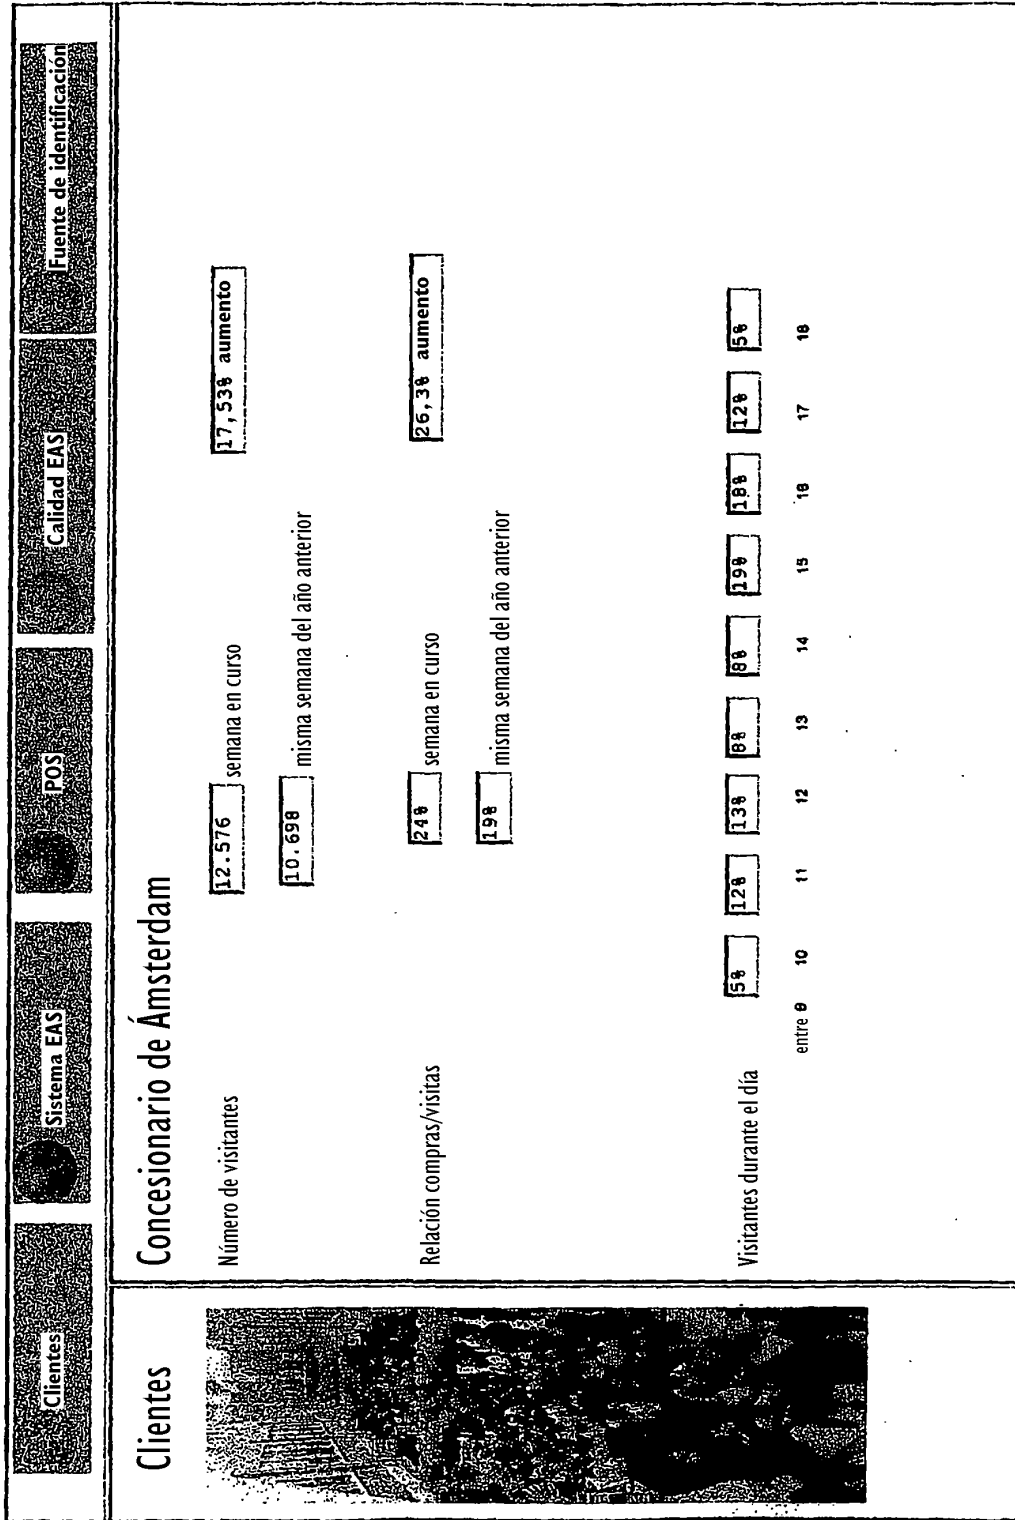 Clientes Sistema EAS POS Calidad EAS Fuente de identificación
Clientes
Concesionario de Ámsterdam
Número de visitantes 12.576 semana en curso 17,53% aumento
10.698 misma semana del año anterior
Relación compras/visitas 24% semana en curso 26,3% aumento
19% misma semana del año anterior
Visitantes durante el día 5% 12% 13% 8% 8% 19% 18% 12% 5%
entre 10 11 12 13 14 15 16 17 18